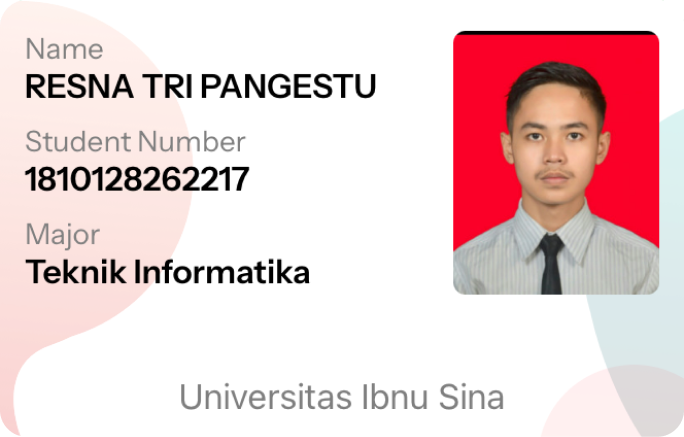 Name
RESNA TRI PANGESTU
Student Number
1810128262217
Major
Teknik Informatika
Universitas Ibnu Sina